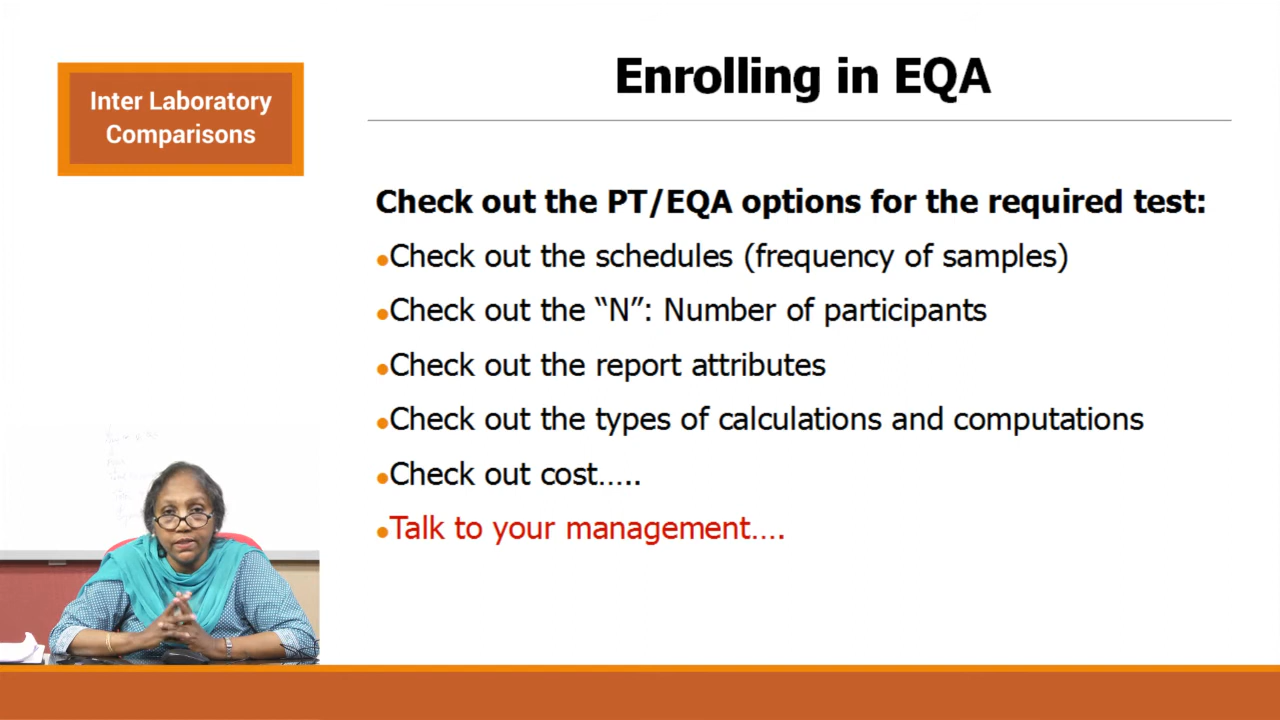 Inter Laboratory
Comparisons
Enrolling in EQA
Check out the PT/EQA options for the required test:
•Check out the schedules (frequency of samples)
•Check out the “N”: Number of participants
•Check out the report attributes
•Check out the types of calculations and computations
•Check out cost…..
•Talk to your management….